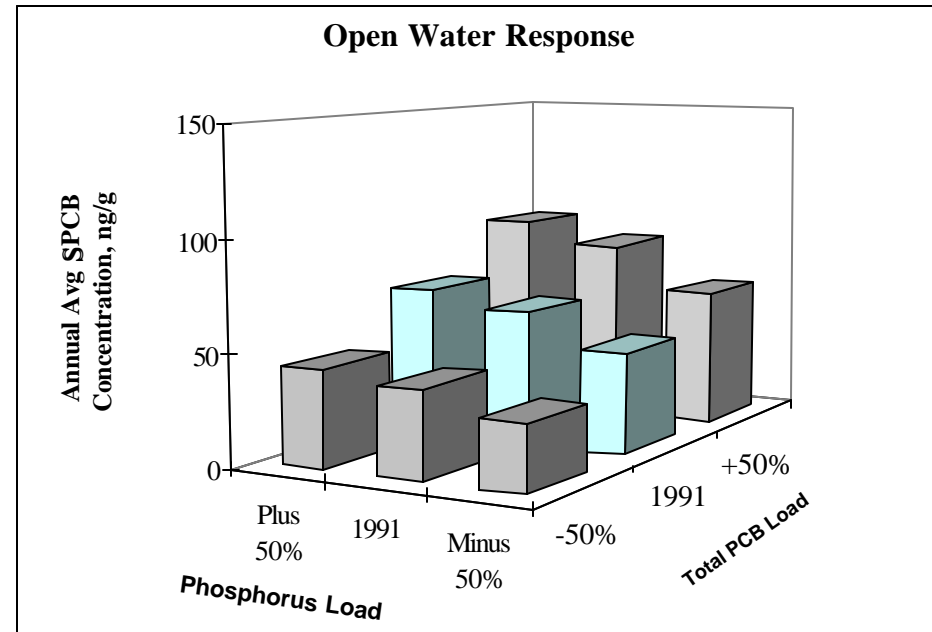 Open Water Response
Annual Avg SPCB
Concentration, ng/g
150
100
50
0
Plus
50%
1991
Minus
50%
Phosphorus Load
-50%
1991
+50%
Total PCB Load